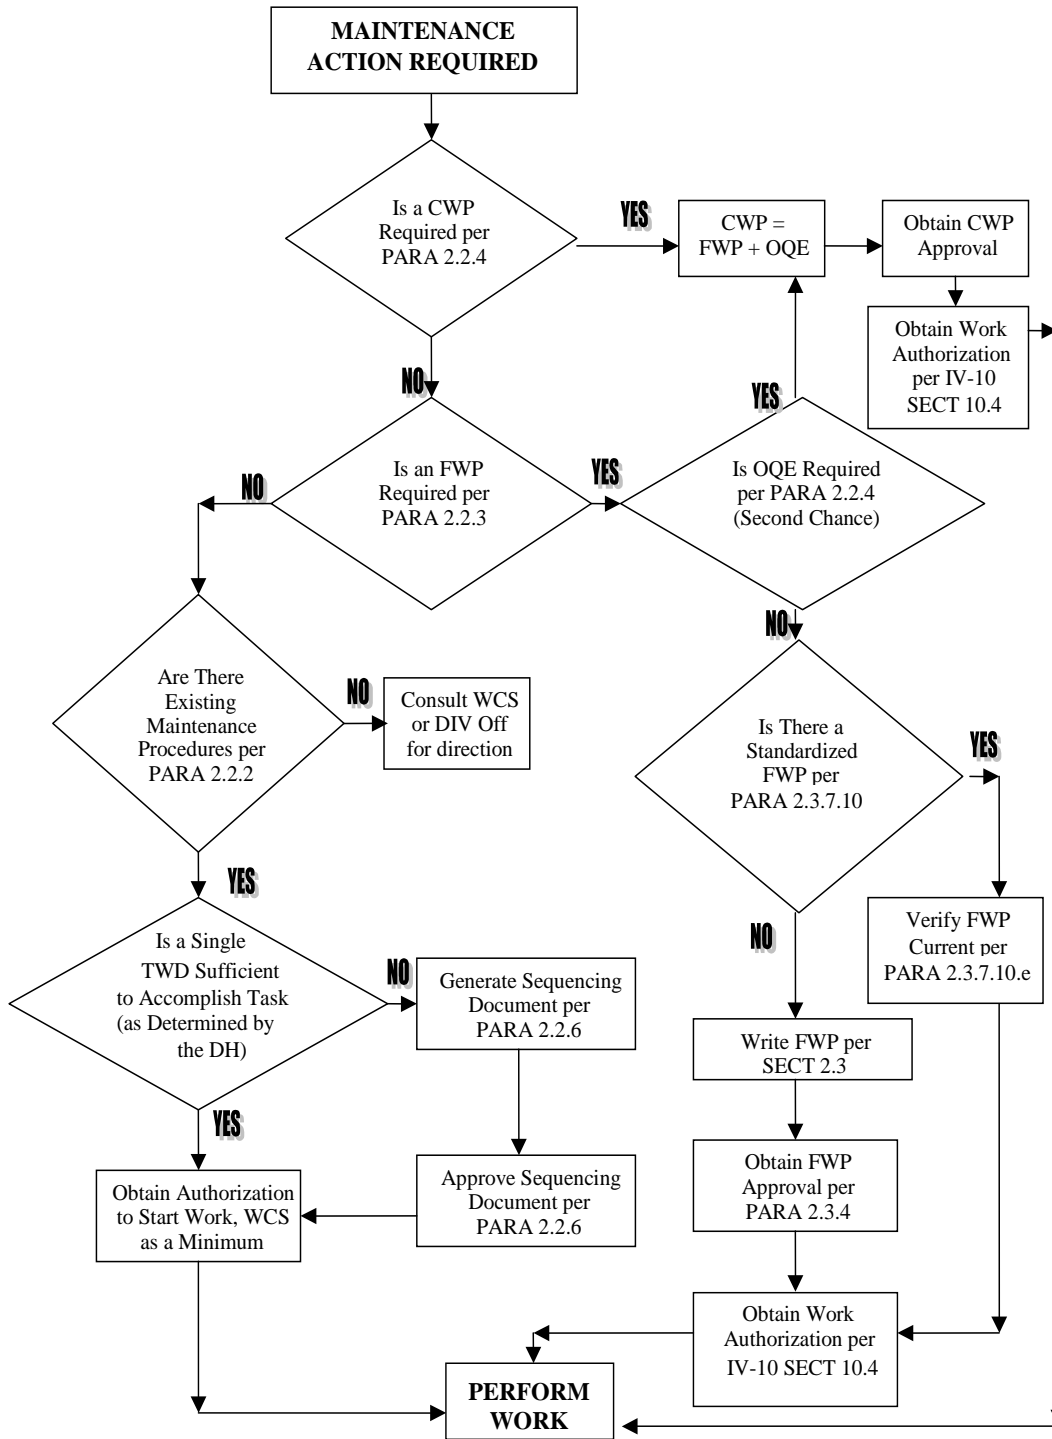 MAINTENANCE
ACTION REQUIRED
Is a CWP
Required per
PARA 2.2.4
YES
CWP =
FWP + OQE
Obtain CWP
Approval
Obtain Work
Authorization
per IV-10
SECT 10.4
NO
YES
Is an FWP
Required per
PARA 2.2.3
NO
YES
Is OQE Required
per PARA 2.2.4
(Second Chance)
NO
Are There
Existing
Maintenance
Procedures per
PARA 2.2.2
NO
Consult WCS
or DIV Off
for direction
Is There a
Standardized
FWP per
PARA 2.3.7.10
YES
YES
Verify FWP
Current per
PARA 2.3.7.10.e
NO
Is a Single
TWD Sufficient
to Accomplish Task
(as Determined by
the DH)
NO
Generate Sequencing
Document per
PARA 2.2.6
Write FWP per
SECT 2.3
YES
Obtain Authorization
to Start Work, WCS
as a Minimum
Approve Sequencing
Document per
PARA 2.2.6
Obtain FWP
Approval per
PARA 2.3.4
Obtain Work
Authorization per
IV-10 SECT 10.4
PERFORM
WORK